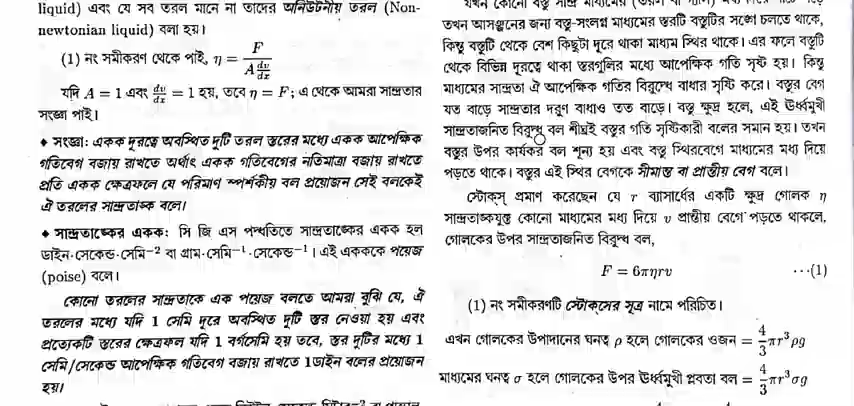 liquid) এবং যে সব তরল মানে না তাদের অনিউটনীয় তরল (Non-
newtonian liquid) বলা হয়।
(1) নং সমীকরণ থেকে পাই, η = F / A dv/dx
যদি A = 1 এবং dv/dx = 1 হয়, তবে η = F; এ থেকে আমরা সান্দ্রতার
সংজ্ঞা পাই।
♦ সংজ্ঞা: একক দূরত্বে অবস্থিত দুটি তরল স্তরের মধ্যে একক আপেক্ষিক
গতিবেগ বজায় রাখতে অর্থাৎ একক গতিবেগের নতিমাত্রা বজায় রাখতে
প্রতি একক ক্ষেত্রফলে যে পরিমাণ স্পর্শকীয় বল প্রয়োজন সেই বলকেই
ঐ তরলের সান্দ্রতাঙ্ক বলে।
♦ সান্দ্রতাঙ্কের একক: সি জি এস পদ্ধতিতে সান্দ্রতাঙ্কের একক হল
ডাইন·সেকেন্ড·সেমি⁻² বা গ্রাম·সেমি⁻¹·সেকেন্ড⁻¹। এই একককে পয়েজ
(poise) বলে।
কোনো তরলের সান্দ্রতাকে এক পয়েজ বলতে আমরা বুঝি যে, ঐ
তরলের মধ্যে যদি 1 সেমি দূরে অবস্থিত দুটি স্তর নেওয়া হয় এবং
প্রত্যেকটি স্তরের ক্ষেত্রফল যদি 1 বর্গসেমি হয় তবে, স্তর দুটির মধ্যে 1
সেমি/সেকেন্ড আপেক্ষিক গতিবেগ বজায় রাখতে 1ডাইন বলের প্রয়োজন
হয়।
তখন আসঞ্জনের জন্য বস্তু-সংলগ্ন মাধ্যমের স্তরটি বস্তুটির সঙ্গে চলতে থাকে,
কিন্তু বস্তুটি থেকে বেশ কিছুটা দূরে থাকা মাধ্যম স্থির থাকে। এর ফলে বস্তুটি
থেকে বিভিন্ন দূরত্বে থাকা স্তরগুলির মধ্যে আপেক্ষিক গতি সৃষ্ট হয়। কিন্তু
মাধ্যমের সান্দ্রতা ঐ আপেক্ষিক গতির বিরুদ্ধে বাধার সৃষ্টি করে। বস্তুর বেগ
যত বাড়ে সান্দ্রতার দরুণ বাধাও তত বাড়ে। বস্তু ক্ষুদ্র হলে, এই ঊর্ধ্বমুখী
সান্দ্রতাজনিত বিরুদ্ধ বল শীঘ্রই বস্তুর গতি সৃষ্টিকারী বলের সমান হয়। তখন
বস্তুর উপর কার্যকর বল শূন্য হয় এবং বস্তু স্থিরবেগে মাধ্যমের মধ্য দিয়ে
পড়তে থাকে। বস্তুর এই স্থির বেগকে সীমান্ত বা প্রান্তীয় বেগ বলে।
স্টোক্‌স্ প্রমাণ করেছেন যে r ব্যাসার্ধের একটি ক্ষুদ্র গোলক η
সান্দ্রতাঙ্কযুক্ত কোনো মাধ্যমের মধ্য দিয়ে v প্রান্তীয় বেগে পড়তে থাকলে,
গোলকের উপর সান্দ্রতাজনিত বিরুদ্ধ বল,
F = 6πηrv ···(1)
(1) নং সমীকরণটি স্টোক্‌সের সূত্র নামে পরিচিত।
এখন গোলকের উপাদানের ঘনত্ব ρ হলে গোলকের ওজন = 4/3 πr³ρg
মাধ্যমের ঘনত্ব σ হলে গোলকের উপর ঊর্ধ্বমুখী প্লবতা বল = 4/3 πr³σg